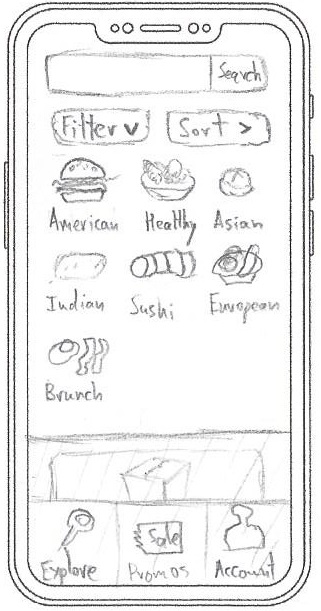 Search
Filter v Sort >
American Healthy Asian
Indian Sushi European
Brunch
Sale
Explore Promos Account